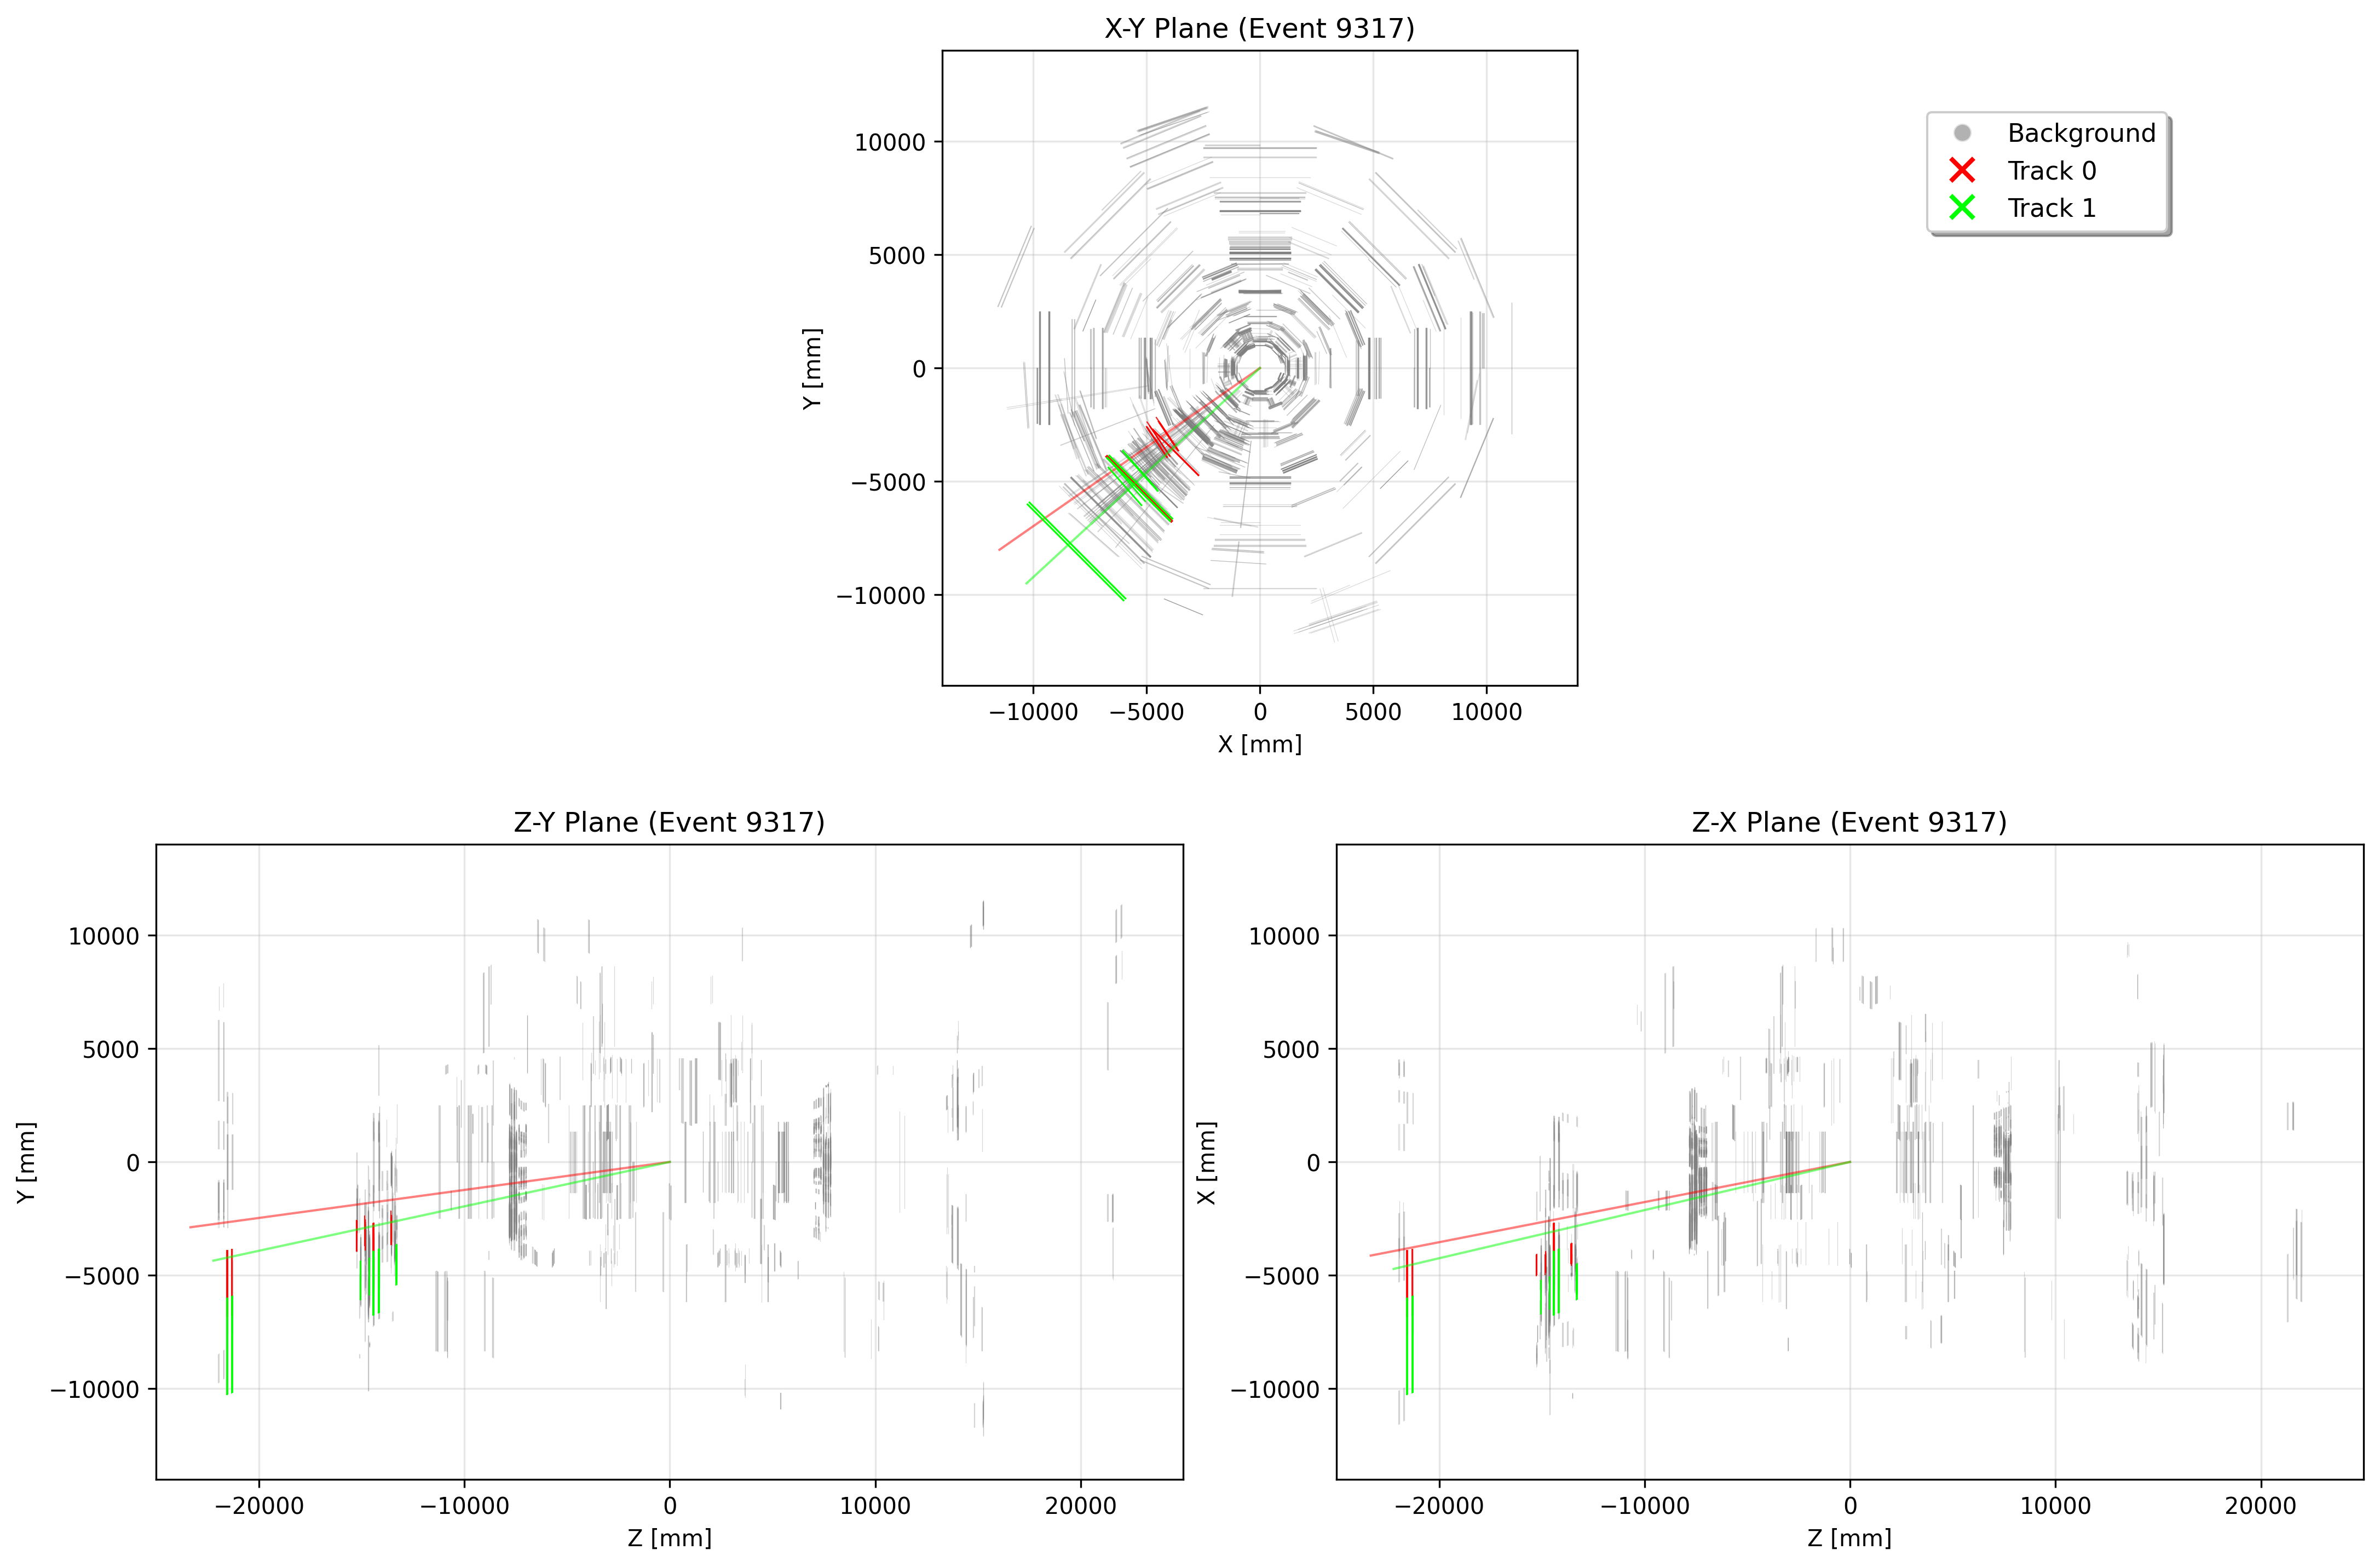 X-Y Plane (Event 9317)
Background
Track 0
Track 1
10000
5000
0
−5000
−10000
Y [mm]
−10000 −5000 0 5000 10000
X [mm]
Z-Y Plane (Event 9317)
10000
5000
0
−5000
−10000
Y [mm]
−20000 −10000 0 10000 20000
Z [mm]
Z-X Plane (Event 9317)
10000
5000
0
−5000
−10000
X [mm]
−20000 −10000 0 10000 20000
Z [mm]